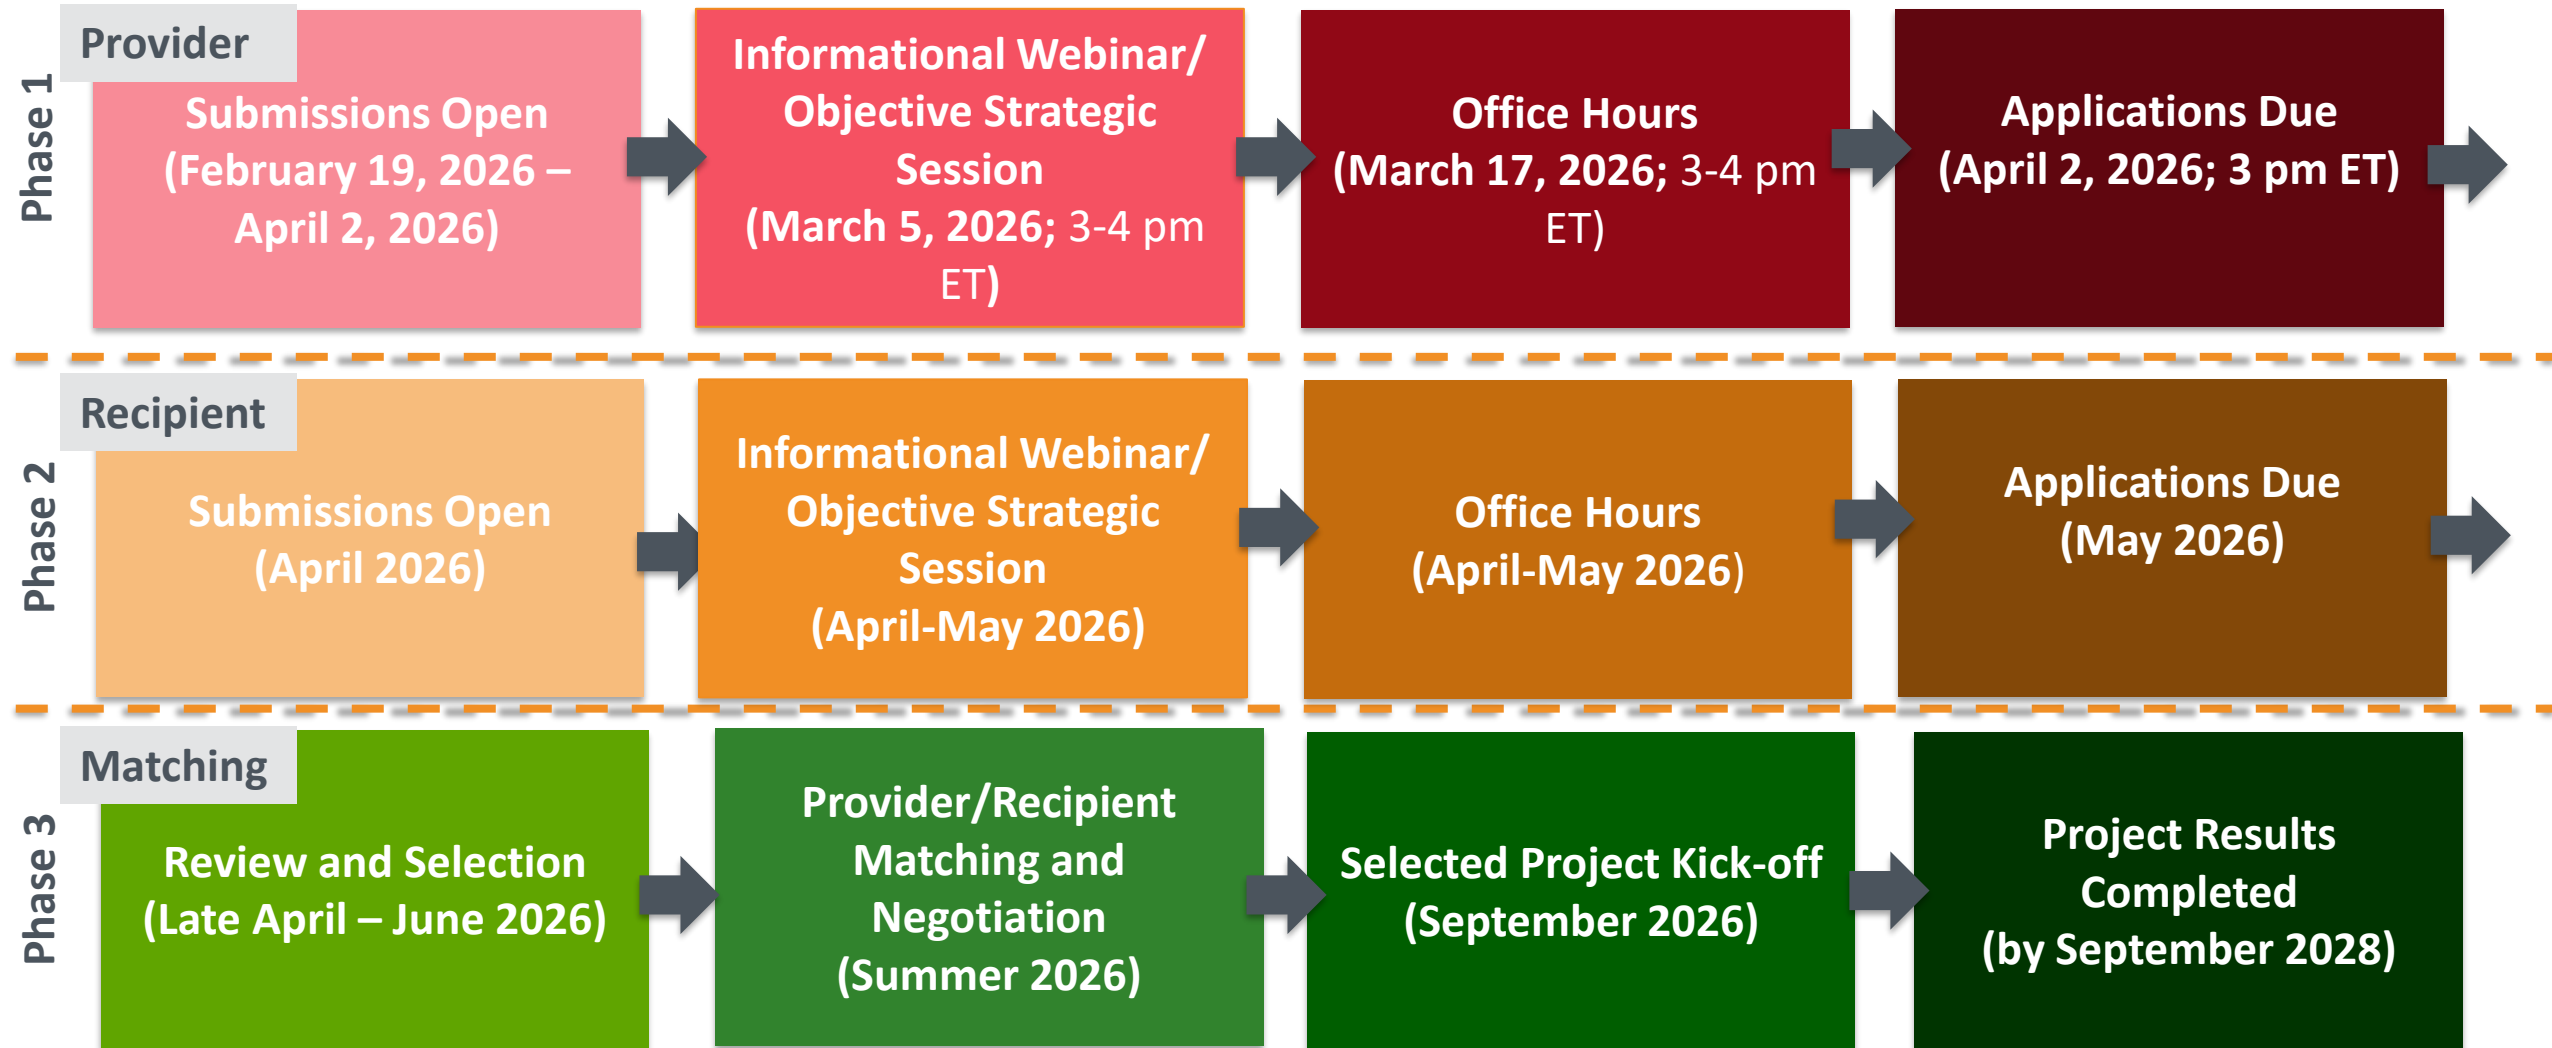 Phase 1
Provider
Submissions Open
(February 19, 2026 –
April 2, 2026)
Informational Webinar/
Objective Strategic
Session
(March 5, 2026; 3-4 pm
ET)
Office Hours
(March 17, 2026; 3-4 pm
ET)
Applications Due
(April 2, 2026; 3 pm ET)
Phase 2
Recipient
Submissions Open
(April 2026)
Informational Webinar/
Objective Strategic
Session
(April-May 2026)
Office Hours
(April-May 2026)
Applications Due
(May 2026)
Phase 3
Matching
Review and Selection
(Late April – June 2026)
Provider/Recipient
Matching and
Negotiation
(Summer 2026)
Selected Project Kick-off
(September 2026)
Project Results
Completed
(by September 2028)